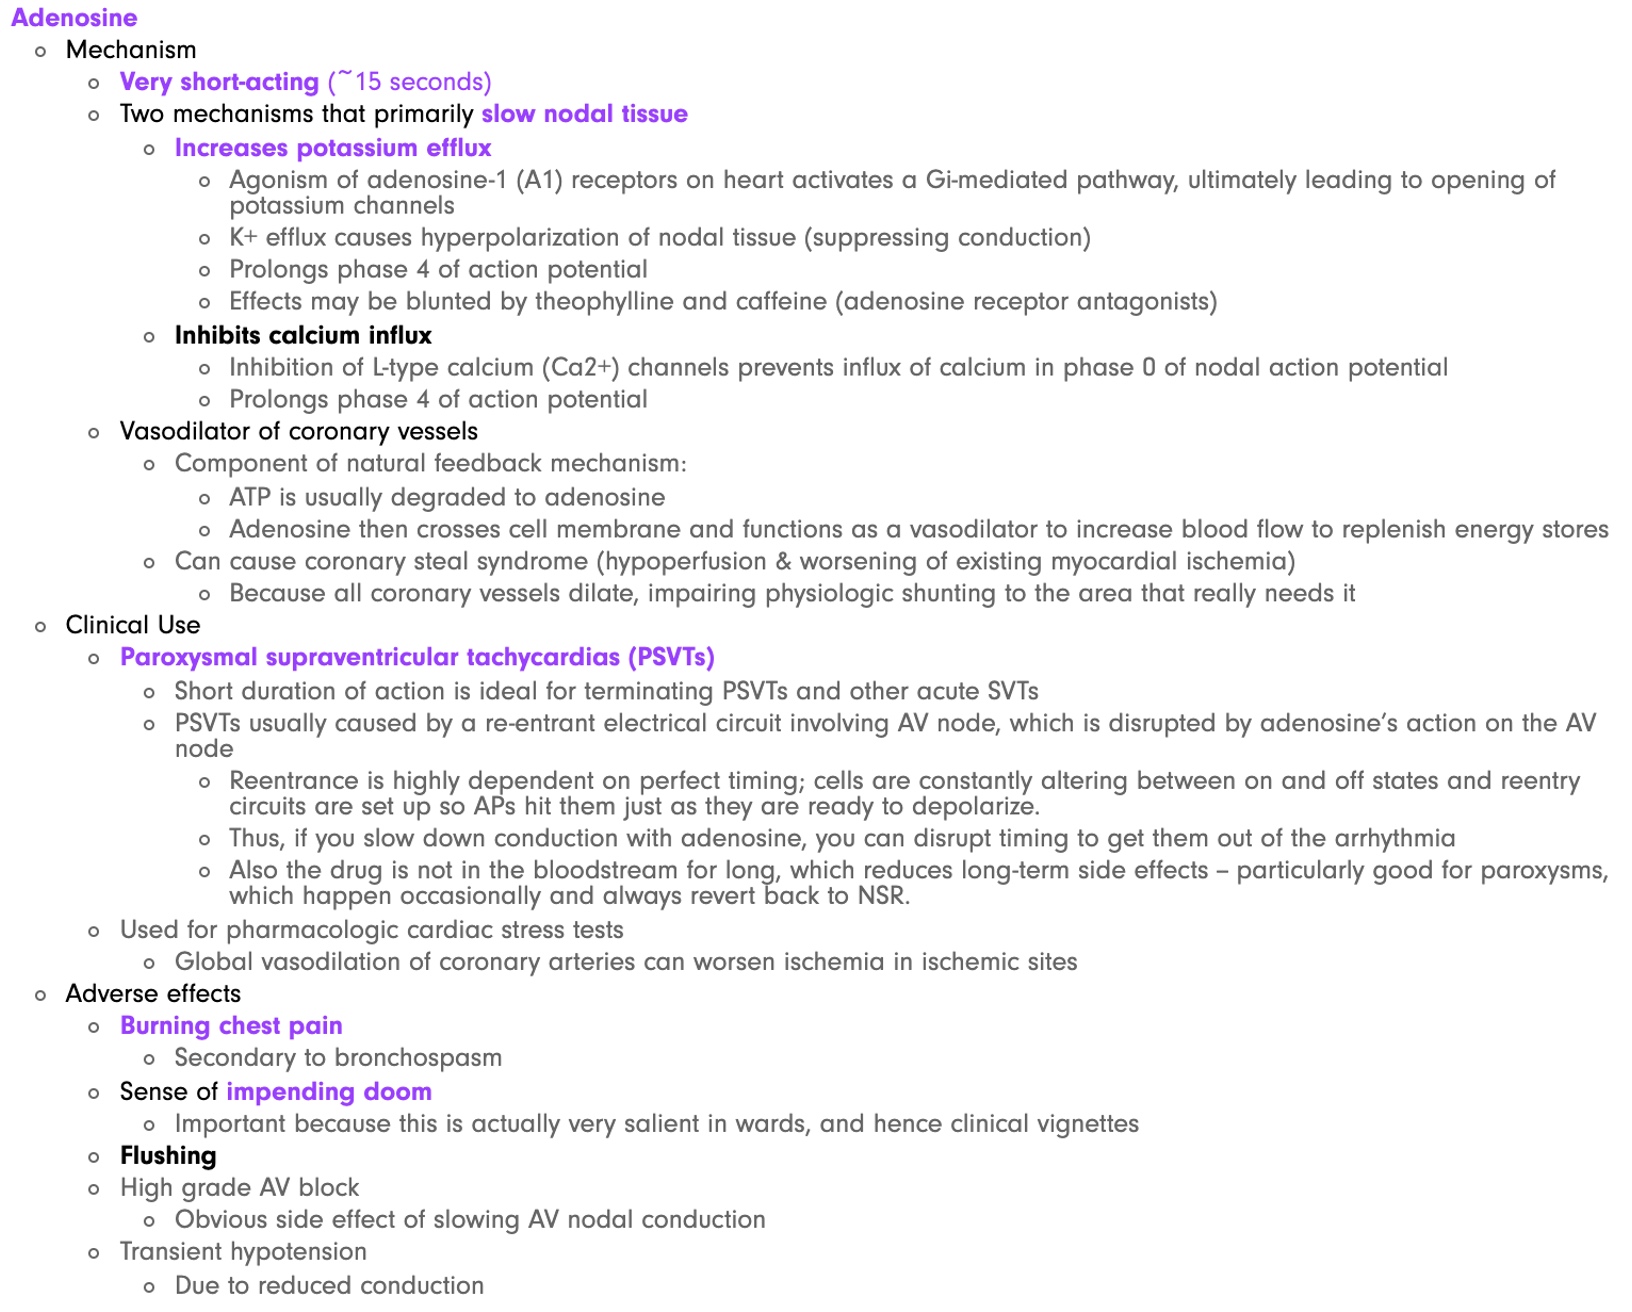 Adenosine
Mechanism
Very short-acting (~15 seconds)
Two mechanisms that primarily slow nodal tissue
Increases potassium efflux
Agonism of adenosine-1 (A1) receptors on heart activates a Gi-mediated pathway, ultimately leading to opening of
potassium channels
K+ efflux causes hyperpolarization of nodal tissue (suppressing conduction)
Prolongs phase 4 of action potential
Effects may be blunted by theophylline and caffeine (adenosine receptor antagonists)
Inhibits calcium influx
Inhibition of L-type calcium (Ca2+) channels prevents influx of calcium in phase 0 of nodal action potential
Prolongs phase 4 of action potential
Vasodilator of coronary vessels
Component of natural feedback mechanism:
ATP is usually degraded to adenosine
Adenosine then crosses cell membrane and functions as a vasodilator to increase blood flow to replenish energy stores
Can cause coronary steal syndrome (hypoperfusion & worsening of existing myocardial ischemia)
Because all coronary vessels dilate, impairing physiologic shunting to the area that really needs it
Clinical Use
Paroxysmal supraventricular tachycardias (PSVTs)
Short duration of action is ideal for terminating PSVTs and other acute SVTs
PSVTs usually caused by a re-entrant electrical circuit involving AV node, which is disrupted by adenosine's action on the AV
node
Reentrance is highly dependent on perfect timing; cells are constantly altering between on and off states and reentry
circuits are set up so APs hit them just as they are ready to depolarize.
Thus, if you slow down conduction with adenosine, you can disrupt timing to get them out of the arrhythmia
Also the drug is not in the bloodstream for long, which reduces long-term side effects – particularly good for paroxysms,
which happen occasionally and always revert back to NSR.
Used for pharmacologic cardiac stress tests
Global vasodilation of coronary arteries can worsen ischemia in ischemic sites
Adverse effects
Burning chest pain
Secondary to bronchospasm
Sense of impending doom
Important because this is actually very salient in wards, and hence clinical vignettes
Flushing
High grade AV block
Obvious side effect of slowing AV nodal conduction
Transient hypotension
Due to reduced conduction